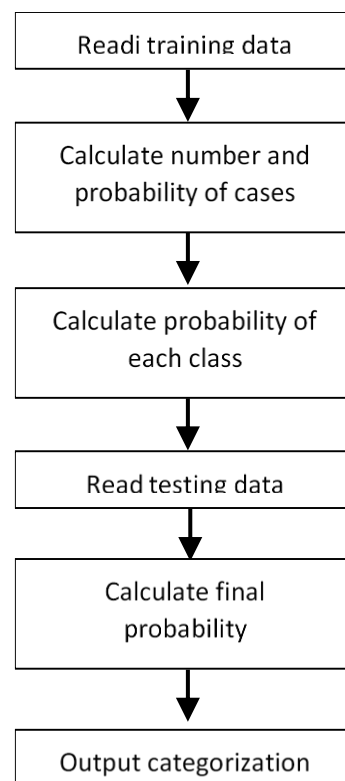 Readi training data
Calculate number and
probability of cases
Calculate probability of
each class
Read testing data
Calculate final
probability
Output categorization